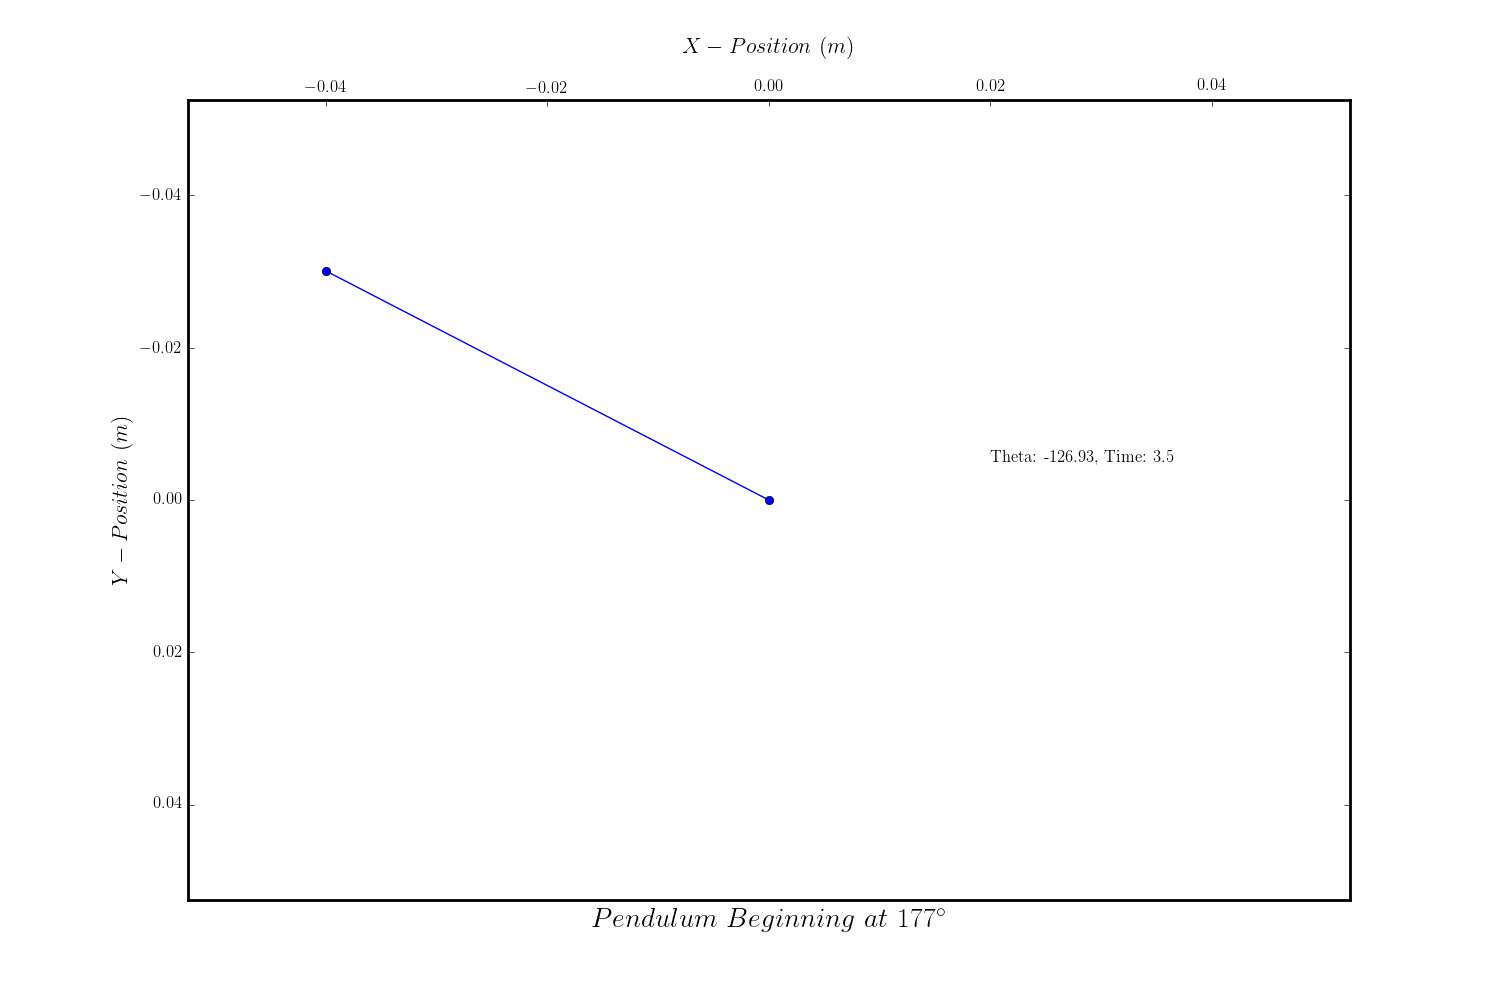 X − Position (m)
−0.04 −0.02 0.00 0.02 0.04
Y − Position (m)
−0.04
−0.02
0.00
0.02
0.04
Theta: -126.93, Time: 3.5
Pendulum Beginning at 177°